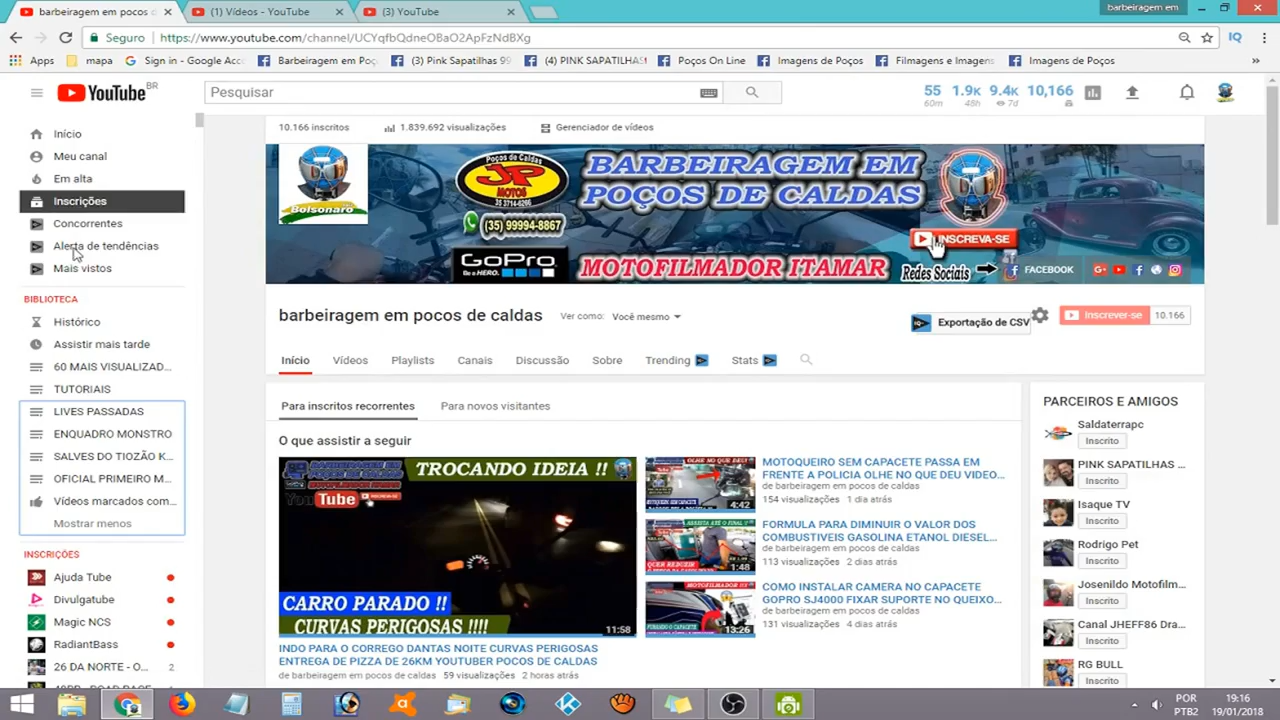 barbeiragem em pocos d
(1) Vídeos - YouTube
(3) YouTube
barbeiragem em
Seguro
https://www.youtube.com/channel/UCYqfbQdneOBaO2ApFzNdBXg
Apps
mapa
Sign in - Google Acc
Barbeiragem em Poç
(3) Pink Sapatilhas 99
(4) PINK SAPATILHAS
Poços On Line
Imagens de Poços
Filmagens e Imagens
Imagens de Poços
YouTube BR
Pesquisar
55 1.9K 9.4K 10,166
60m 48h 7d
Início
Meu canal
Em alta
Inscrições
Concorrentes
Alerta de tendências
Mais vistos
BIBLIOTECA
Histórico
Assistir mais tarde
60 MAIS VISUALIZAD...
TUTORIAIS
LIVES PASSADAS
ENQUADRO MONSTRO
SALVES DO TIOZÃO K...
OFICIAL PRIMEIRO M...
Vídeos marcados com...
Mostrar menos
INSCRIÇÕES
Ajuda Tube
Divulgatube
Magic NCS
RadiantBass
26 DA NORTE - O... 2
10.166 inscritos
1.839.692 visualizações
Gerenciador de vídeos
Bolsonaro
Poços de Caldas
JP
MOTOS
35 3714-8266
(35) 99994-8867
GoPro
Be a HERO.
BARBEIRAGEM EM
POÇOS DE CALDAS
MOTOFILMADOR ITAMAR
INSCREVA-SE
Redes Sociais
FACEBOOK
barbeiragem em pocos de caldas
Ver como: Você mesmo
Exportação de CSV
Inscrever-se 10.166
Início
Vídeos
Playlists
Canais
Discussão
Sobre
Trending
Stats
Para inscritos recorrentes
Para novos visitantes
O que assistir a seguir
TROCANDO IDEIA !!
YouTube
CARRO PARADO !!
CURVAS PERIGOSAS !!!!
11:58
INDO PARA O CORREGO DANTAS NOITE CURVAS PERIGOSAS
ENTREGA DE PIZZA DE 26KM YOUTUBER POCOS DE CALDAS
de barbeiragem em pocos de caldas 59 visualizações 2 horas atrás
4:42
MOTOQUEIRO SEM CAPACETE PASSA EM
FRENTE A POLICIA OLHE NO QUE DEU VIDEO...
de barbeiragem em pocos de caldas
154 visualizações 1 dia atrás
1:48
FORMULA PARA DIMINUIR O VALOR DOS
COMBUSTIVEIS GASOLINA ETANOL DIESEL...
de barbeiragem em pocos de caldas
113 visualizações 2 dias atrás
13:26
COMO INSTALAR CAMERA NO CAPACETE
GOPRO SJ4000 FIXAR SUPORTE NO QUEIXO...
de barbeiragem em pocos de caldas
131 visualizações 4 dias atrás
PARCEIROS E AMIGOS
Saldaterrapc
Inscrito
PINK SAPATILHAS ...
Inscrito
Isaque TV
Inscrito
Rodrigo Pet
Inscrito
Josenildo Motofilm...
Inscrito
Canal JHEFF86 Dra...
Inscrito
RG BULL
Inscrito
POR
PTB2
19:16
19/01/2018